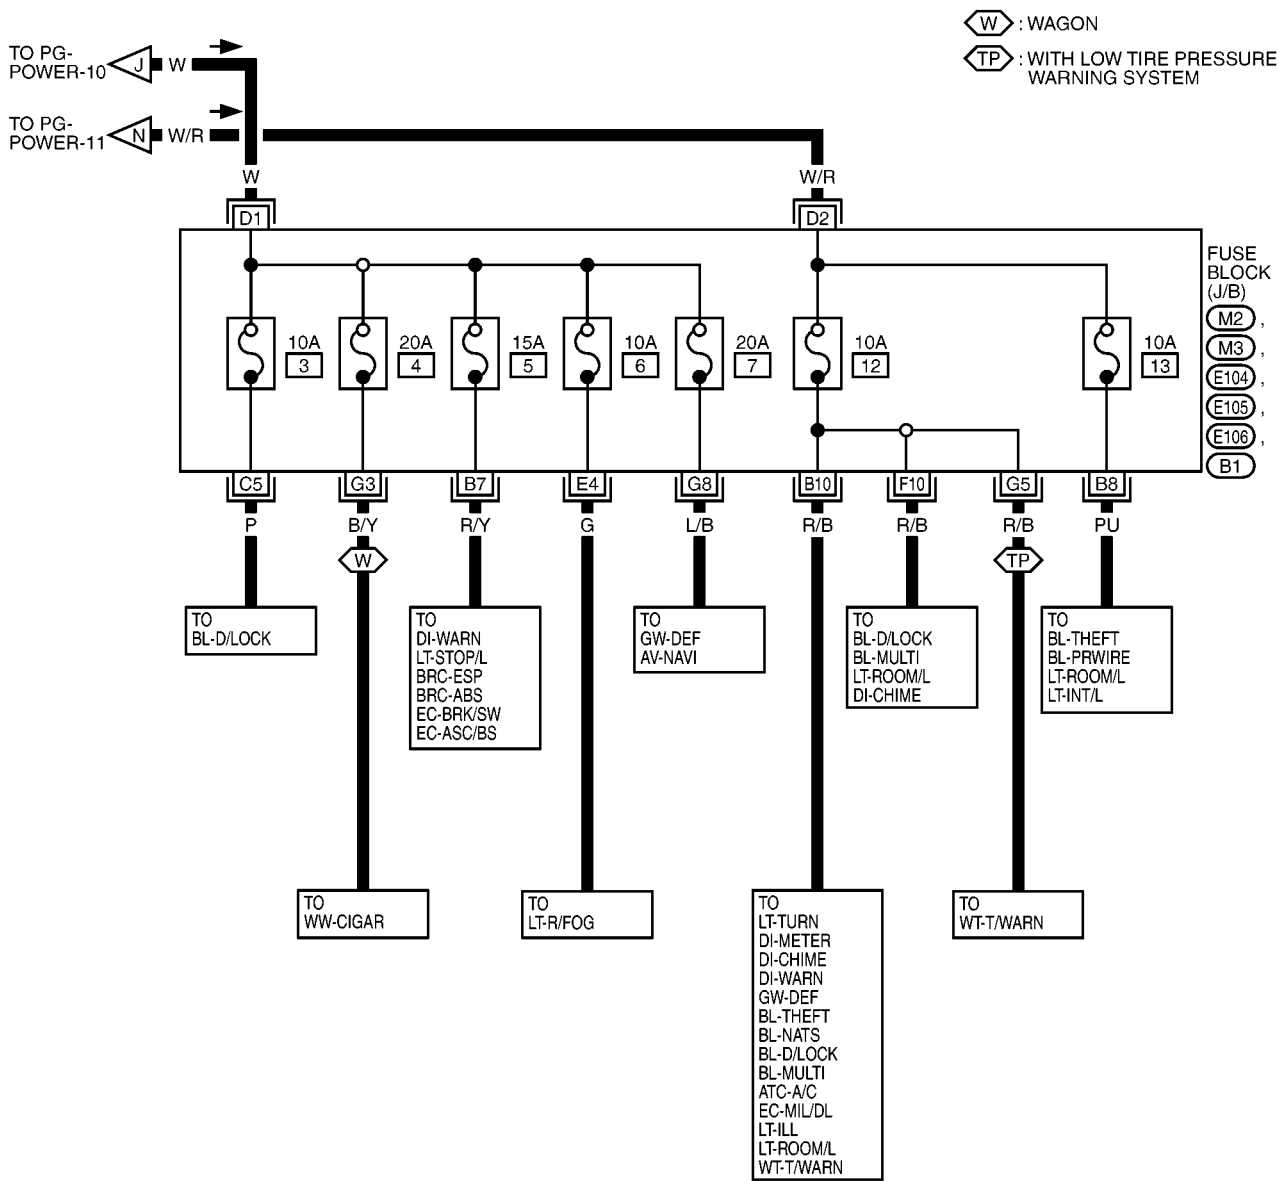 W : WAGON
TP : WITH LOW TIRE PRESSURE
WARNING SYSTEM
TO PG-
POWER-10
J
W
TO PG-
POWER-11
N
W/R
W
W/R
D1
D2
FUSE
BLOCK
(J/B)
M2 ,
M3 ,
E104 ,
E105 ,
E106 ,
B1
10A
3
20A
4
15A
5
10A
6
20A
7
10A
12
10A
13
C5
G3
B7
E4
G8
B10
F10
G5
B8
P
B/Y
R/Y
G
L/B
R/B
R/B
R/B
PU
W
TP
TO
BL-D/LOCK
TO
DI-WARN
LT-STOP/L
BRC-ESP
BRC-ABS
EC-BRK/SW
EC-ASC/BS
TO
GW-DEF
AV-NAVI
TO
BL-D/LOCK
BL-MULTI
LT-ROOM/L
DI-CHIME
TO
BL-THEFT
BL-PRWIRE
LT-ROOM/L
LT-INT/L
TO
WW-CIGAR
TO
LT-R/FOG
TO
LT-TURN
DI-METER
DI-CHIME
DI-WARN
GW-DEF
BL-THEFT
BL-NATS
BL-D/LOCK
BL-MULTI
ATC-A/C
EC-MIL/DL
LT-ILL
LT-ROOM/L
WT-T/WARN
TO
WT-T/WARN